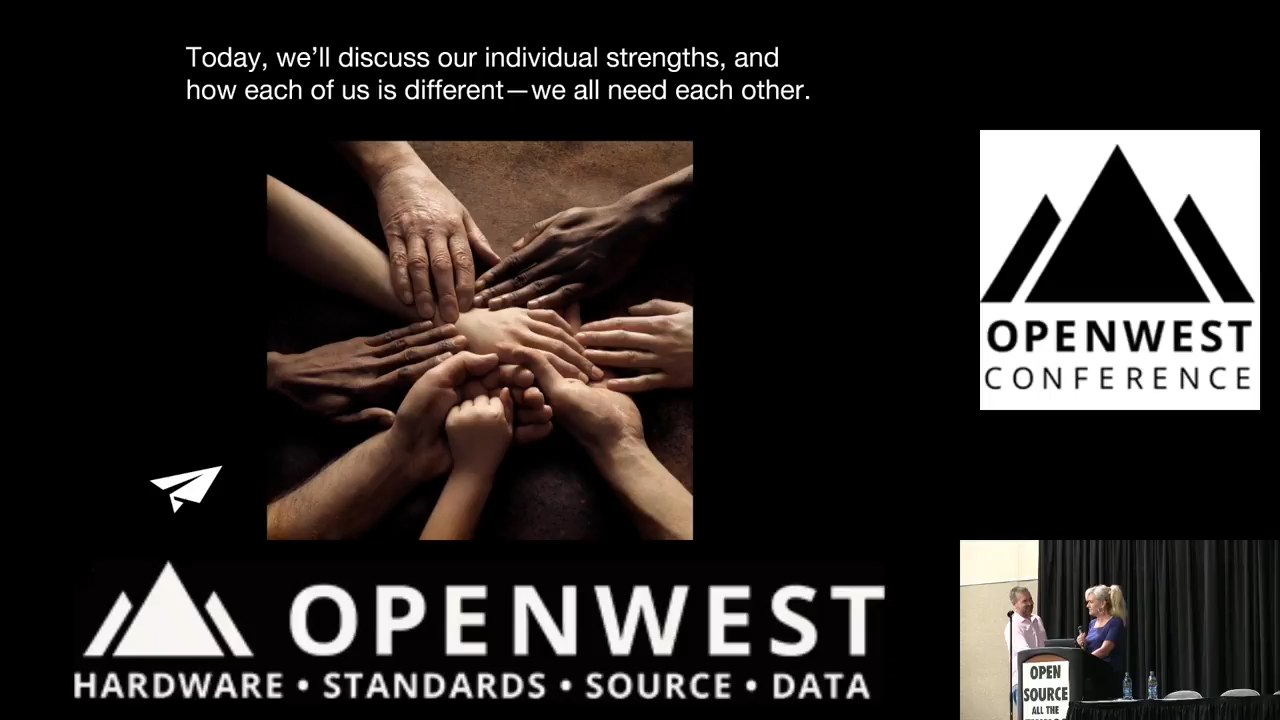 Today, we’ll discuss our individual strengths, and
how each of us is different—we all need each other.
OPENWEST
CONFERENCE
OPENWEST
HARDWARE • STANDARDS • SOURCE • DATA
OPEN
SOURCE
ALL THE